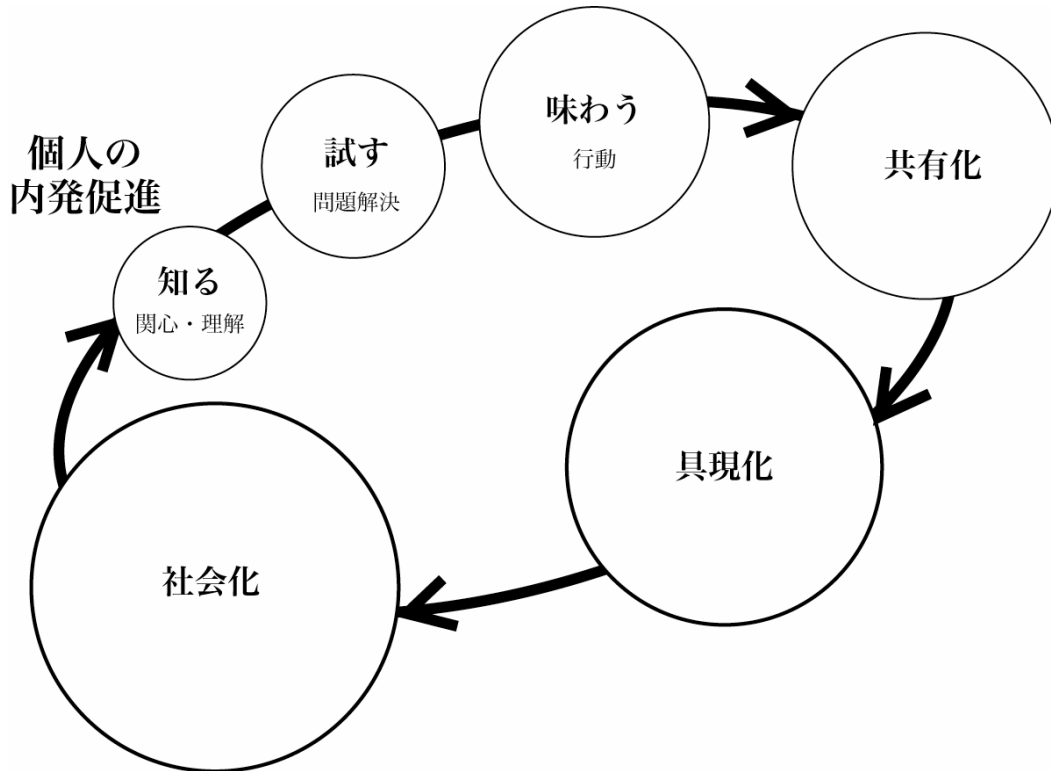 個人の
内発促進
知る
関心・理解
試す
問題解決
味わう
行動
共有化
具現化
社会化